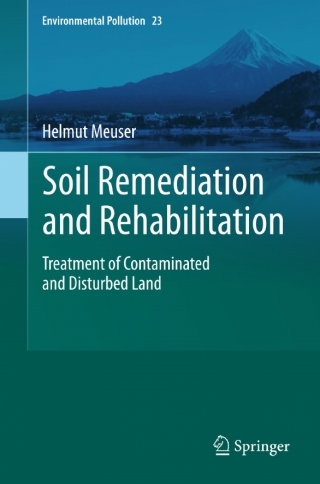 Environmental Pollution 23
Helmut Meuser
Soil Remediation
and Rehabilitation
Treatment of Contaminated
and Disturbed Land
Springer